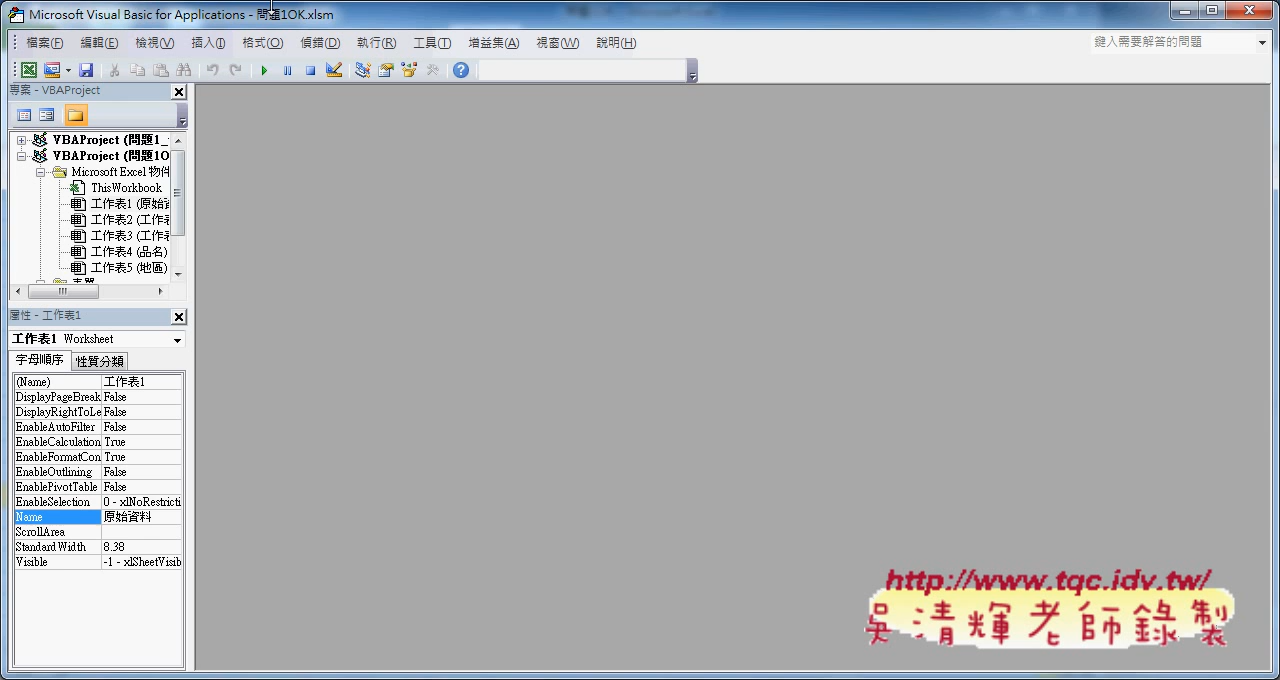 Microsoft Visual Basic for Applications - 問題1OK.xlsm
檔案(F) 編輯(E) 檢視(V) 插入(I) 格式(O) 偵錯(D) 執行(R) 工具(T) 增益集(A) 視窗(W) 說明(H) 鍵入需要解答的問題
專案 - VBAProject
VBAProject (問題1_
VBAProject (問題1O
Microsoft Excel 物件
ThisWorkbook
工作表1 (原始資
工作表2 (工作表
工作表3 (工作表
工作表4 (品名)
工作表5 (地區)
屬性 - 工作表1
工作表1 Worksheet
字母順序 性質分類
(Name) 工作表1
DisplayPageBreak False
DisplayRightToLe False
EnableAutoFilter False
EnableCalculation True
EnableFormatCon True
EnableOutlining False
EnablePivotTable False
EnableSelection 0 - xlNoRestricti
Name 原始資料
ScrollArea
StandardWidth 8.38
Visible -1 - xlSheetVisib
http://www.tqc.idv.tw/
吳清輝老師錄製